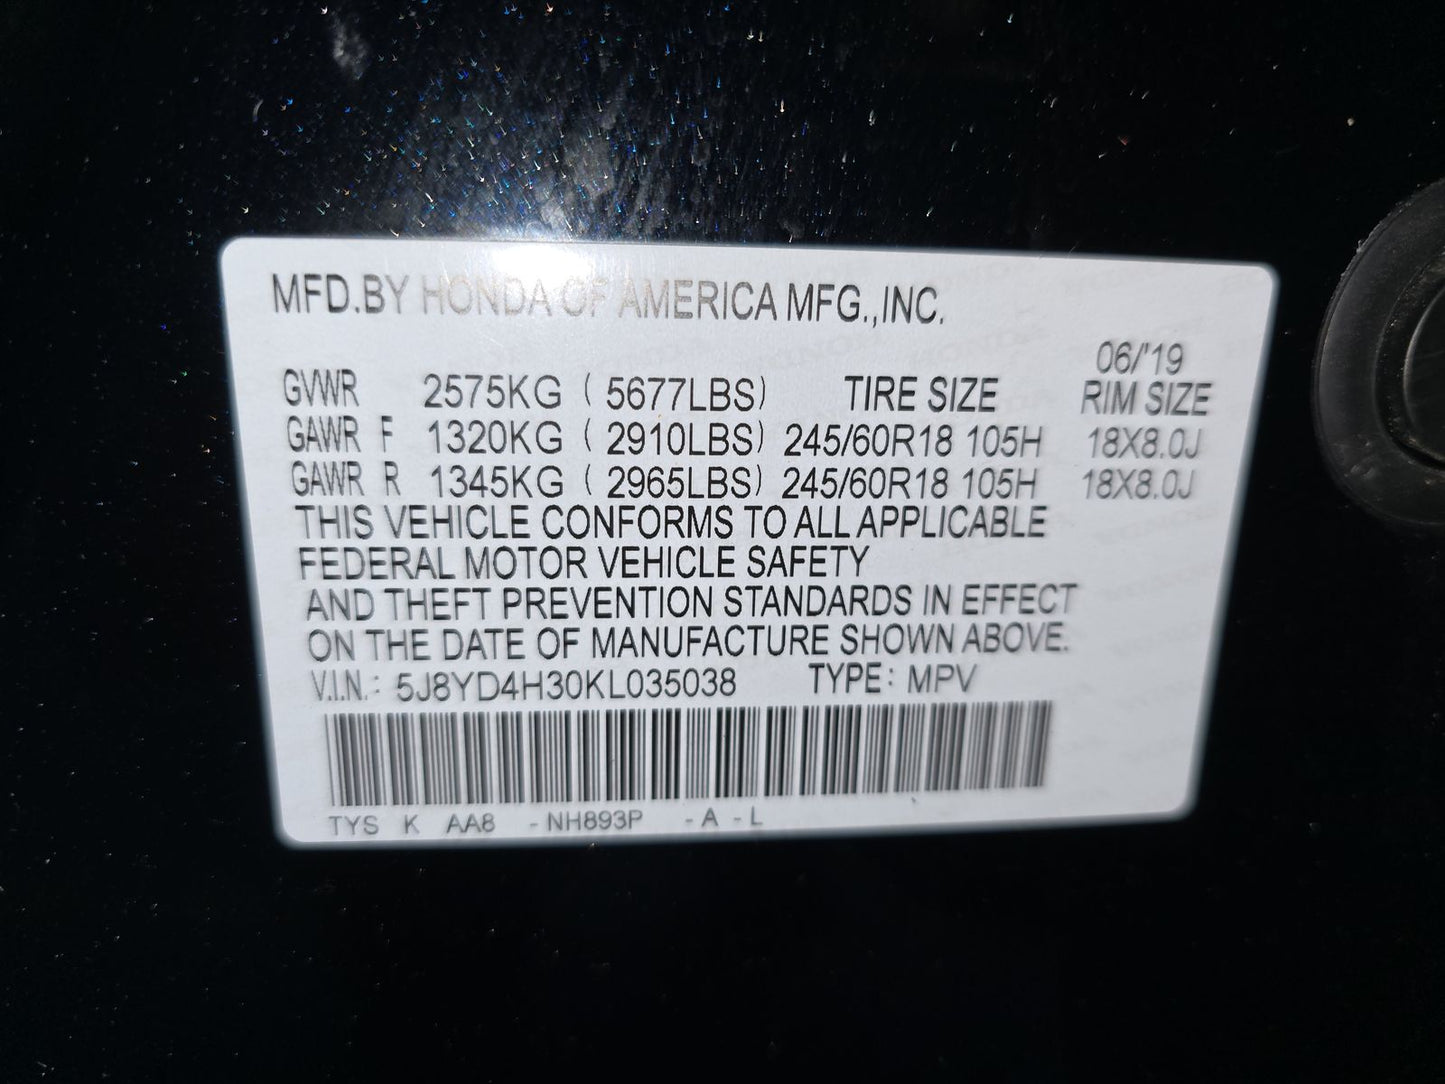 MFD.BY HONDA OF AMERICA MFG.,INC.
06/'19
GVWR 2575KG ( 5677LBS) TIRE SIZE RIM SIZE
GAWR F 1320KG ( 2910LBS) 245/60R18 105H 18X8.0J
GAWR R 1345KG ( 2965LBS) 245/60R18 105H 18X8.0J
THIS VEHICLE CONFORMS TO ALL APPLICABLE
FEDERAL MOTOR VEHICLE SAFETY
AND THEFT PREVENTION STANDARDS IN EFFECT
ON THE DATE OF MANUFACTURE SHOWN ABOVE.
V.I.N.: 5J8YD4H30KL035038 TYPE: MPV
TYS K AA8 -NH893P -A -L